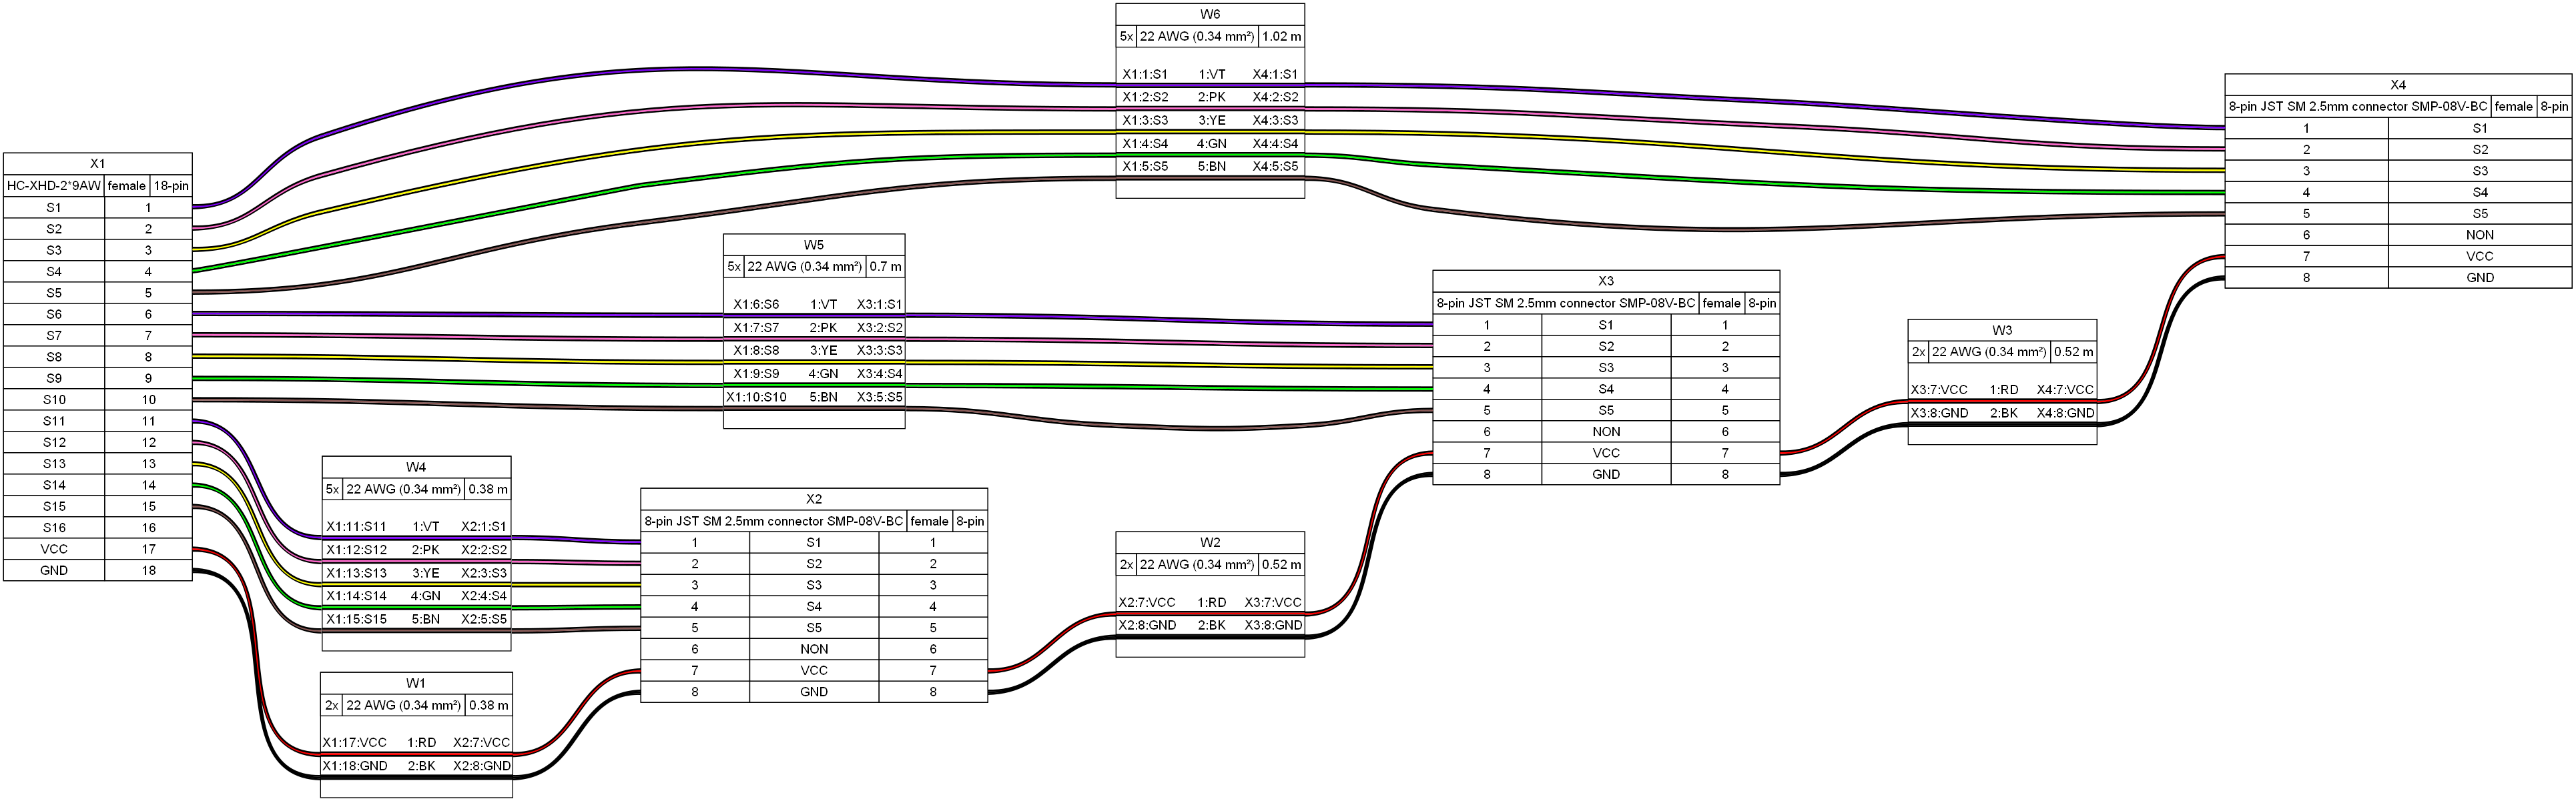 W6
5x 22 AWG (0.34 mm²) 1.02 m
X1:1:S1 1:VT X4:1:S1
X1:2:S2 2:PK X4:2:S2
X1:3:S3 3:YE X4:3:S3
X1:4:S4 4:GN X4:4:S4
X1:5:S5 5:BN X4:5:S5
X4
8-pin JST SM 2.5mm connector SMP-08V-BC female 8-pin
1 S1
2 S2
3 S3
4 S4
5 S5
6 NON
7 VCC
8 GND
X1
HC-XHD-2*9AW female 18-pin
S1 1
S2 2
S3 3
S4 4
S5 5
S6 6
S7 7
S8 8
S9 9
S10 10
S11 11
S12 12
S13 13
S14 14
S15 15
S16 16
VCC 17
GND 18
W5
5x 22 AWG (0.34 mm²) 0.7 m
X1:6:S6 1:VT X3:1:S1
X1:7:S7 2:PK X3:2:S2
X1:8:S8 3:YE X3:3:S3
X1:9:S9 4:GN X3:4:S4
X1:10:S10 5:BN X3:5:S5
X3
8-pin JST SM 2.5mm connector SMP-08V-BC female 8-pin
1 S1 1
2 S2 2
3 S3 3
4 S4 4
5 S5 5
6 NON 6
7 VCC 7
8 GND 8
W3
2x 22 AWG (0.34 mm²) 0.52 m
X3:7:VCC 1:RD X4:7:VCC
X3:8:GND 2:BK X4:8:GND
W4
5x 22 AWG (0.34 mm²) 0.38 m
X1:11:S11 1:VT X2:1:S1
X1:12:S12 2:PK X2:2:S2
X1:13:S13 3:YE X2:3:S3
X1:14:S14 4:GN X2:4:S4
X1:15:S15 5:BN X2:5:S5
X2
8-pin JST SM 2.5mm connector SMP-08V-BC female 8-pin
1 S1 1
2 S2 2
3 S3 3
4 S4 4
5 S5 5
6 NON 6
7 VCC 7
8 GND 8
W2
2x 22 AWG (0.34 mm²) 0.52 m
X2:7:VCC 1:RD X3:7:VCC
X2:8:GND 2:BK X3:8:GND
W1
2x 22 AWG (0.34 mm²) 0.38 m
X1:17:VCC 1:RD X2:7:VCC
X1:18:GND 2:BK X2:8:GND